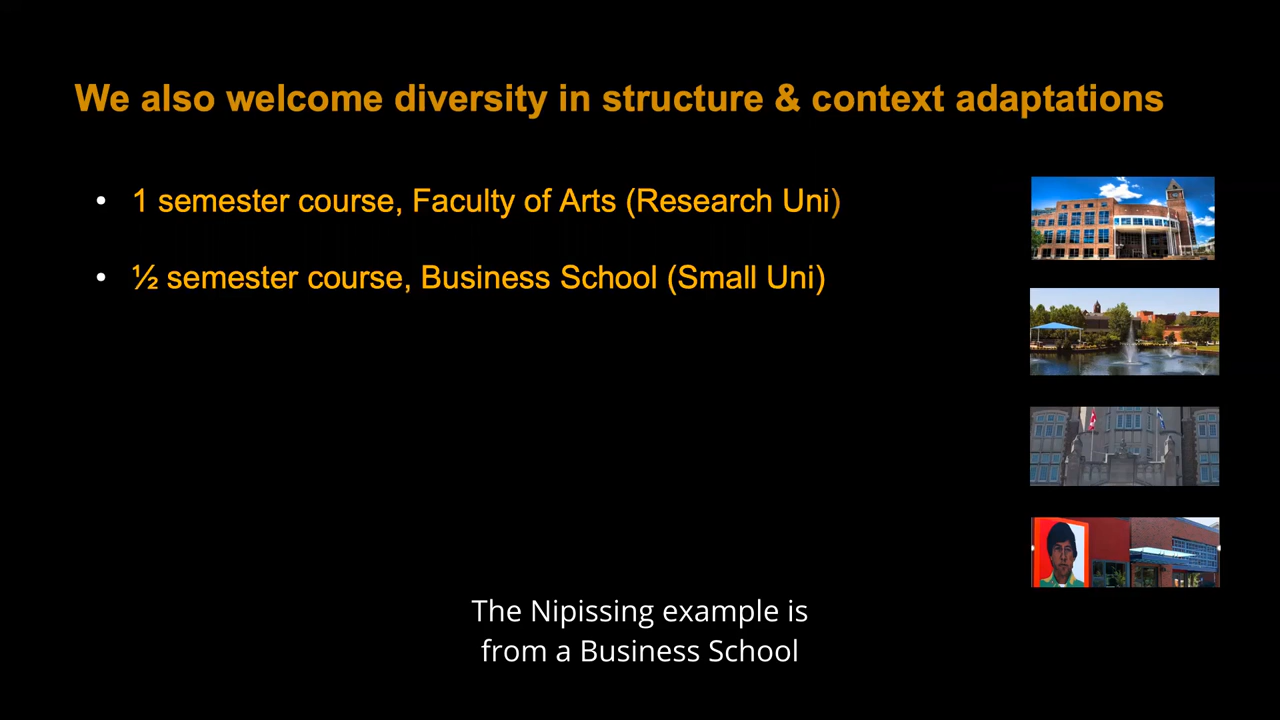 We also welcome diversity in structure & context adaptations
• 1 semester course, Faculty of Arts (Research Uni)
• ½ semester course, Business School (Small Uni)
The Nipissing example is
from a Business School